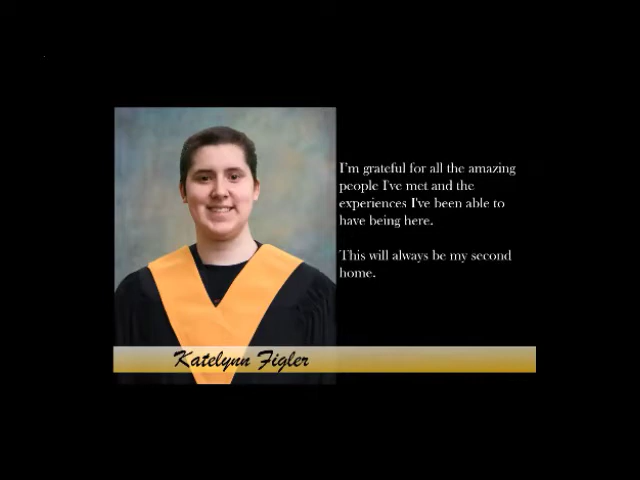 I'm grateful for all the amazing
people I've met and the
experiences I've been able to
have being here.
This will always be my second
home.
Katelynn Figler